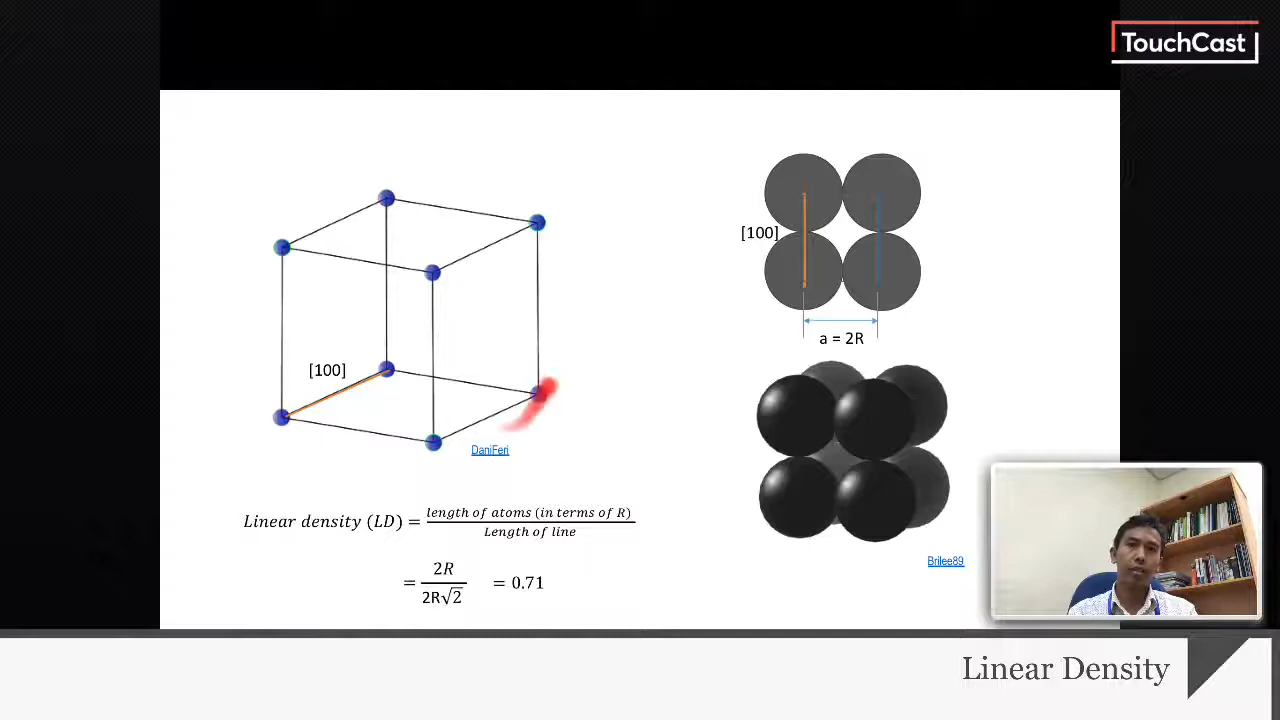 TouchCast
[100]
a = 2R
[100]
DaniFeri
Linear density (LD) = length of atoms (in terms of R) / Length of line
= 2R / 2R√2 = 0.71
Brilee89
Linear Density